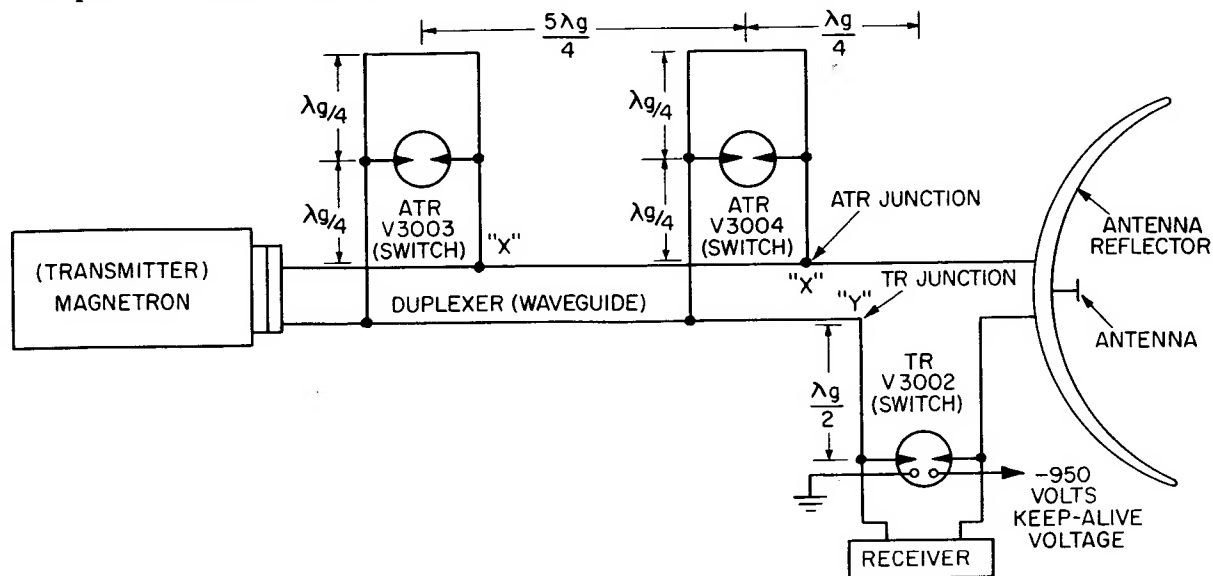 5λg
4
λg
4
λg/4
λg/4
λg/4
λg/4
ATR
V3003
(SWITCH)
"X"
ATR
V3004
(SWITCH)
"X"
ATR JUNCTION
(TRANSMITTER)
MAGNETRON
DUPLEXER (WAVEGUIDE)
"Y"
TR JUNCTION
ANTENNA
REFLECTOR
ANTENNA
λg
2
TR
V3002
(SWITCH)
-950
VOLTS
KEEP-ALIVE
VOLTAGE
RECEIVER